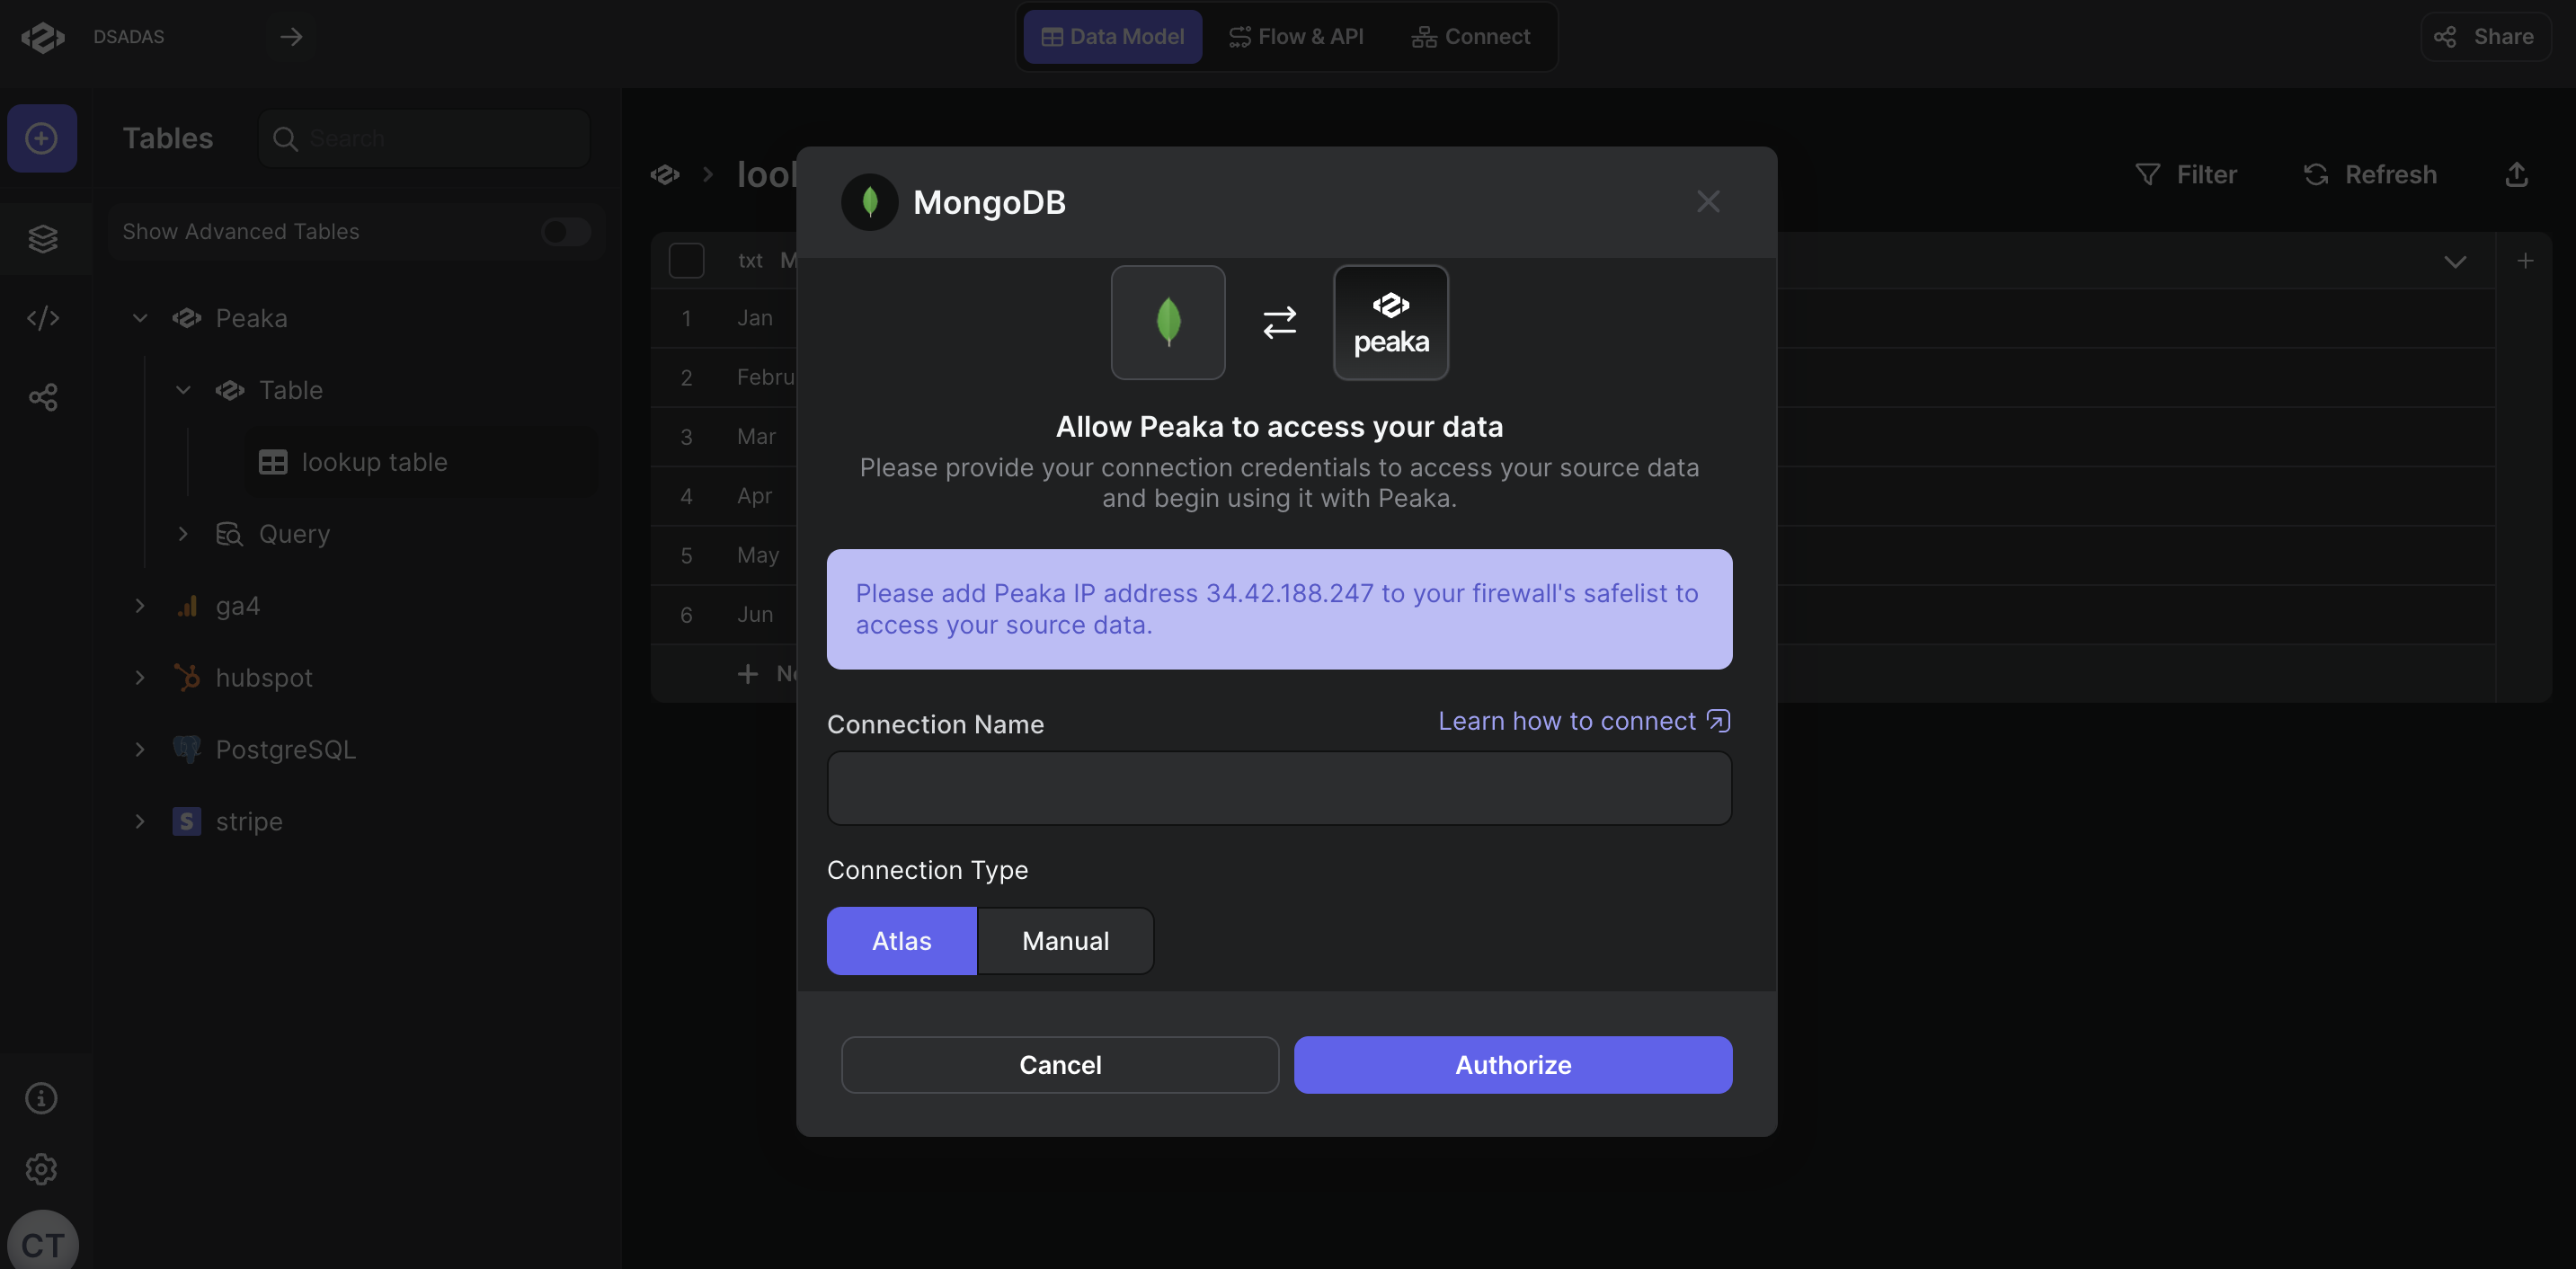 DSADAS
Data Model
Flow & API
Connect
Share
Tables
Search
Show Advanced Tables
Peaka
Table
lookup table
Query
ga4
hubspot
PostgreSQL
stripe
CT
Filter
Refresh
txt
1 Jan
2
3 Mar
4 Apr
5 May
6 Jun
MongoDB
peaka
Allow Peaka to access your data
Please provide your connection credentials to access your source data
and begin using it with Peaka.
Please add Peaka IP address 34.42.188.247 to your firewall's safelist to
access your source data.
Connection Name
Learn how to connect
Connection Type
Atlas
Manual
Cancel
Authorize